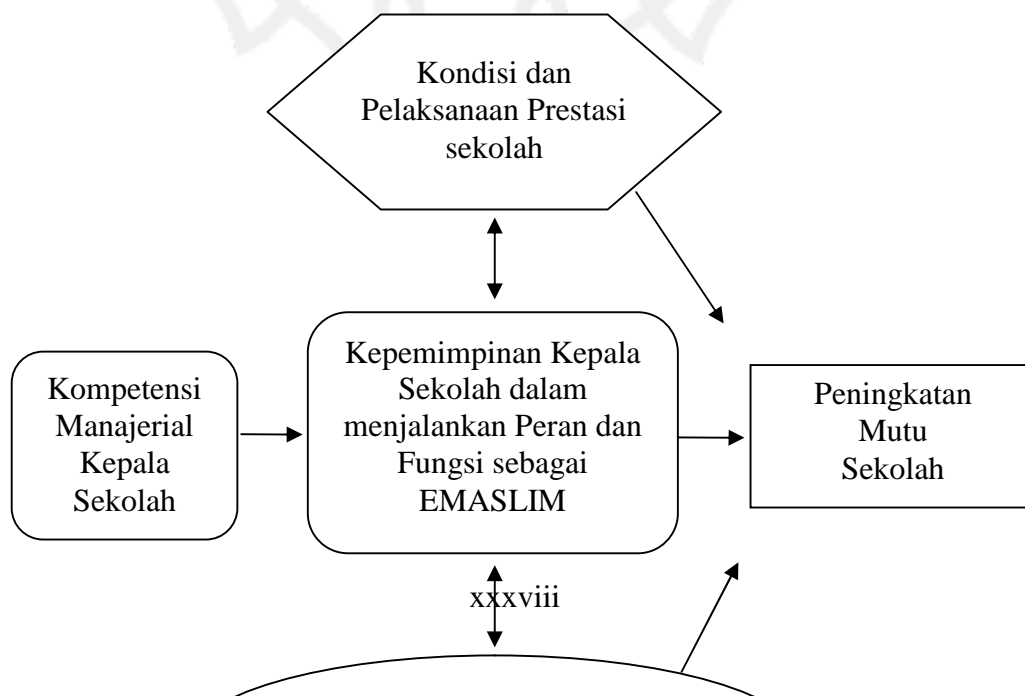 Kondisi dan
Pelaksanaan Prestasi
sekolah
Kompetensi
Manajerial
Kepala
Sekolah
Kepemimpinan Kepala
Sekolah dalam
menjalankan Peran dan
Fungsi sebagai
EMASLIM
Peningkatan
Mutu
Sekolah
xxxviii